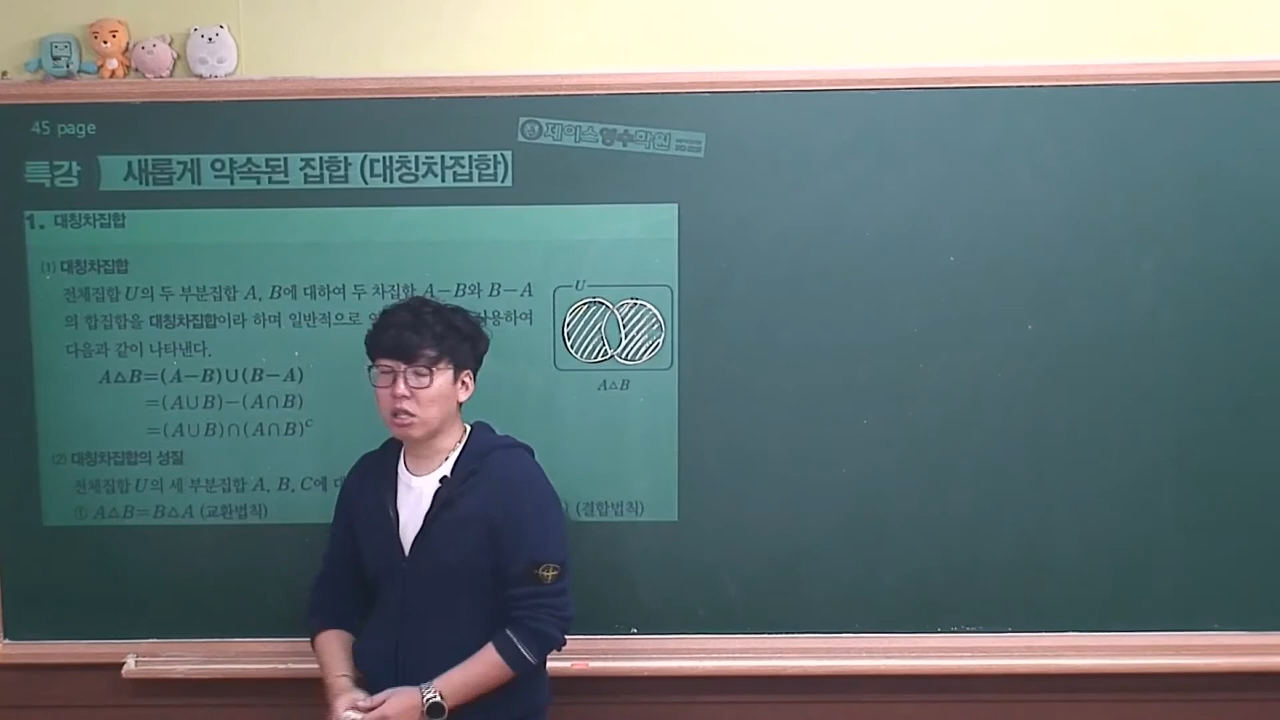 45 page
제이스영수학원
특강 새롭게 약속된 집합 (대칭차집합)
1. 대칭차집합
(1) 대칭차집합
전체집합 U의 두 부분집합 A, B에 대하여 두 차집합 A−B와 B−A
의 합집합을 대칭차집합이라 하며 일반적으로 용하여
다음과 같이 나타낸다.
A△B=(A−B)∪(B−A)
=(A∪B)−(A∩B)
=(A∪B)∩(A∩B)ᶜ
U
A△B
(2) 대칭차집합의 성질
전체집합 U의 세 부분집합 A, B, C에
① A△B=B△A (교환법칙) ) (결합법칙)